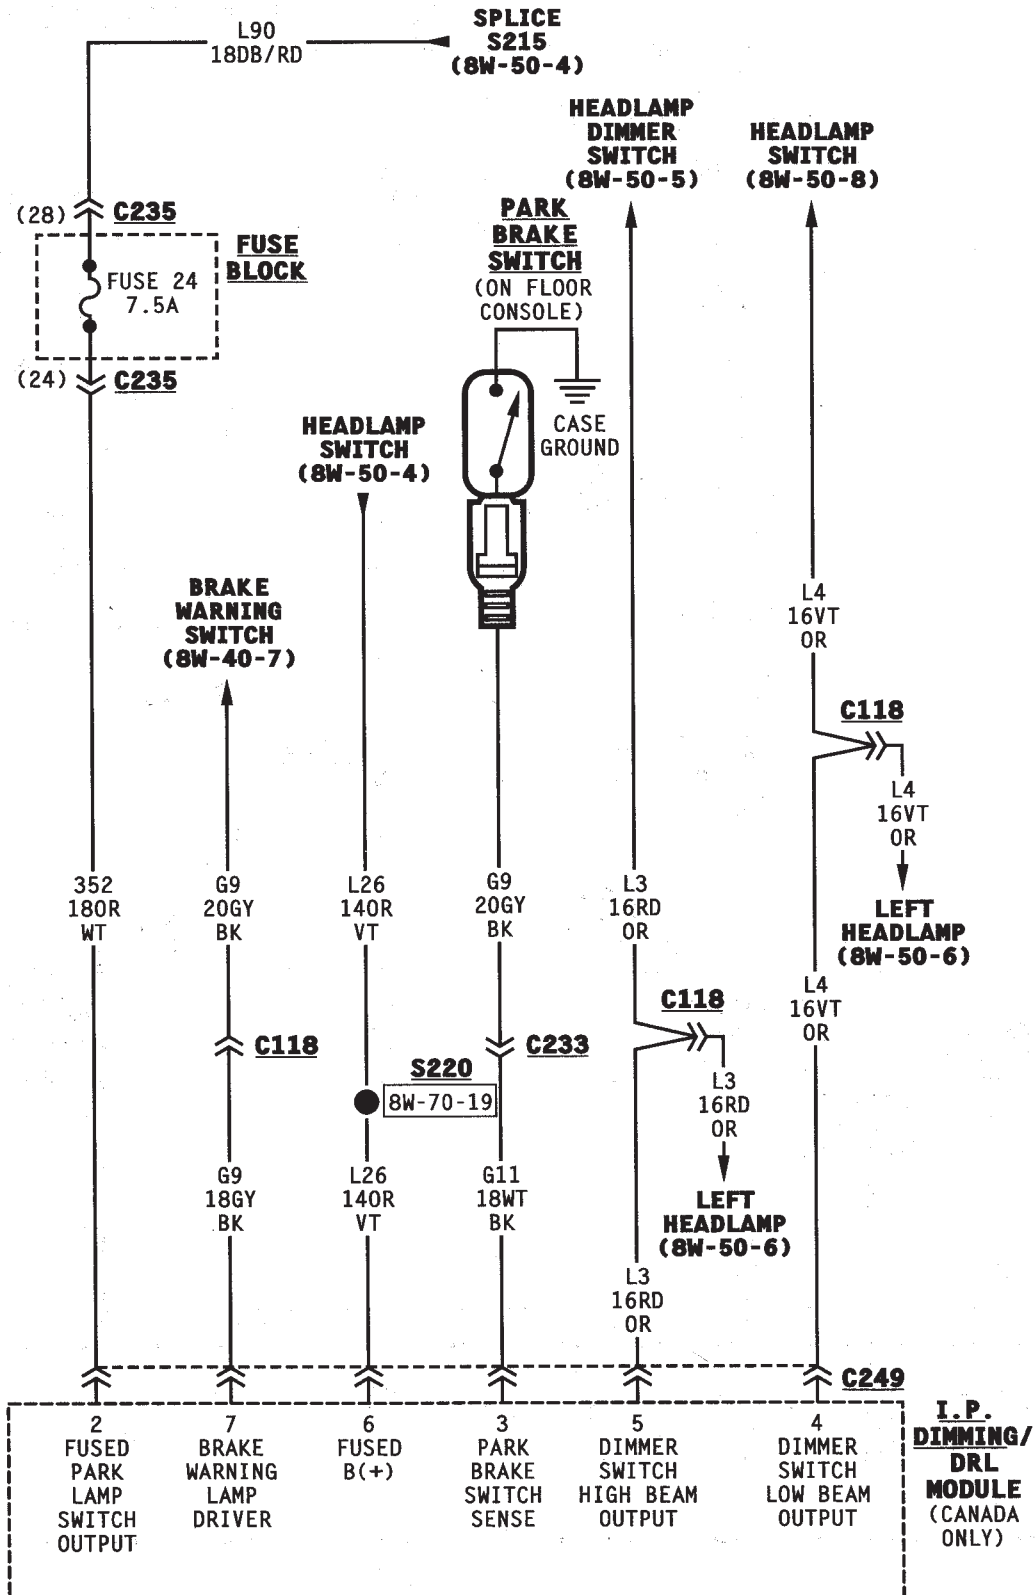 L90
18DB/RD
SPLICE
S215
(8W-50-4)
HEADLAMP
DIMMER
SWITCH
(8W-50-5)
HEADLAMP
SWITCH
(8W-50-8)
(28)
C235
FUSE
BLOCK
FUSE 24
7.5A
(24)
C235
PARK
BRAKE
SWITCH
(ON FLOOR
CONSOLE)
CASE
GROUND
HEADLAMP
SWITCH
(8W-50-4)
BRAKE
WARNING
SWITCH
(8W-40-7)
L4
16VT
OR
C118
L4
16VT
OR
LEFT
HEADLAMP
(8W-50-6)
352
18OR
WT
G9
20GY
BK
L26
14OR
VT
G9
20GY
BK
L3
16RD
OR
L4
16VT
OR
C118
C118
S220
8W-70-19
C233
L3
16RD
OR
LEFT
HEADLAMP
(8W-50-6)
G9
18GY
BK
L26
14OR
VT
G11
18WT
BK
L3
16RD
OR
C249
2
FUSED
PARK
LAMP
SWITCH
OUTPUT
7
BRAKE
WARNING
LAMP
DRIVER
6
FUSED
B(+)
3
PARK
BRAKE
SWITCH
SENSE
5
DIMMER
SWITCH
HIGH BEAM
OUTPUT
4
DIMMER
SWITCH
LOW BEAM
OUTPUT
I.P.
DIMMING/
DRL
MODULE
(CANADA
ONLY)